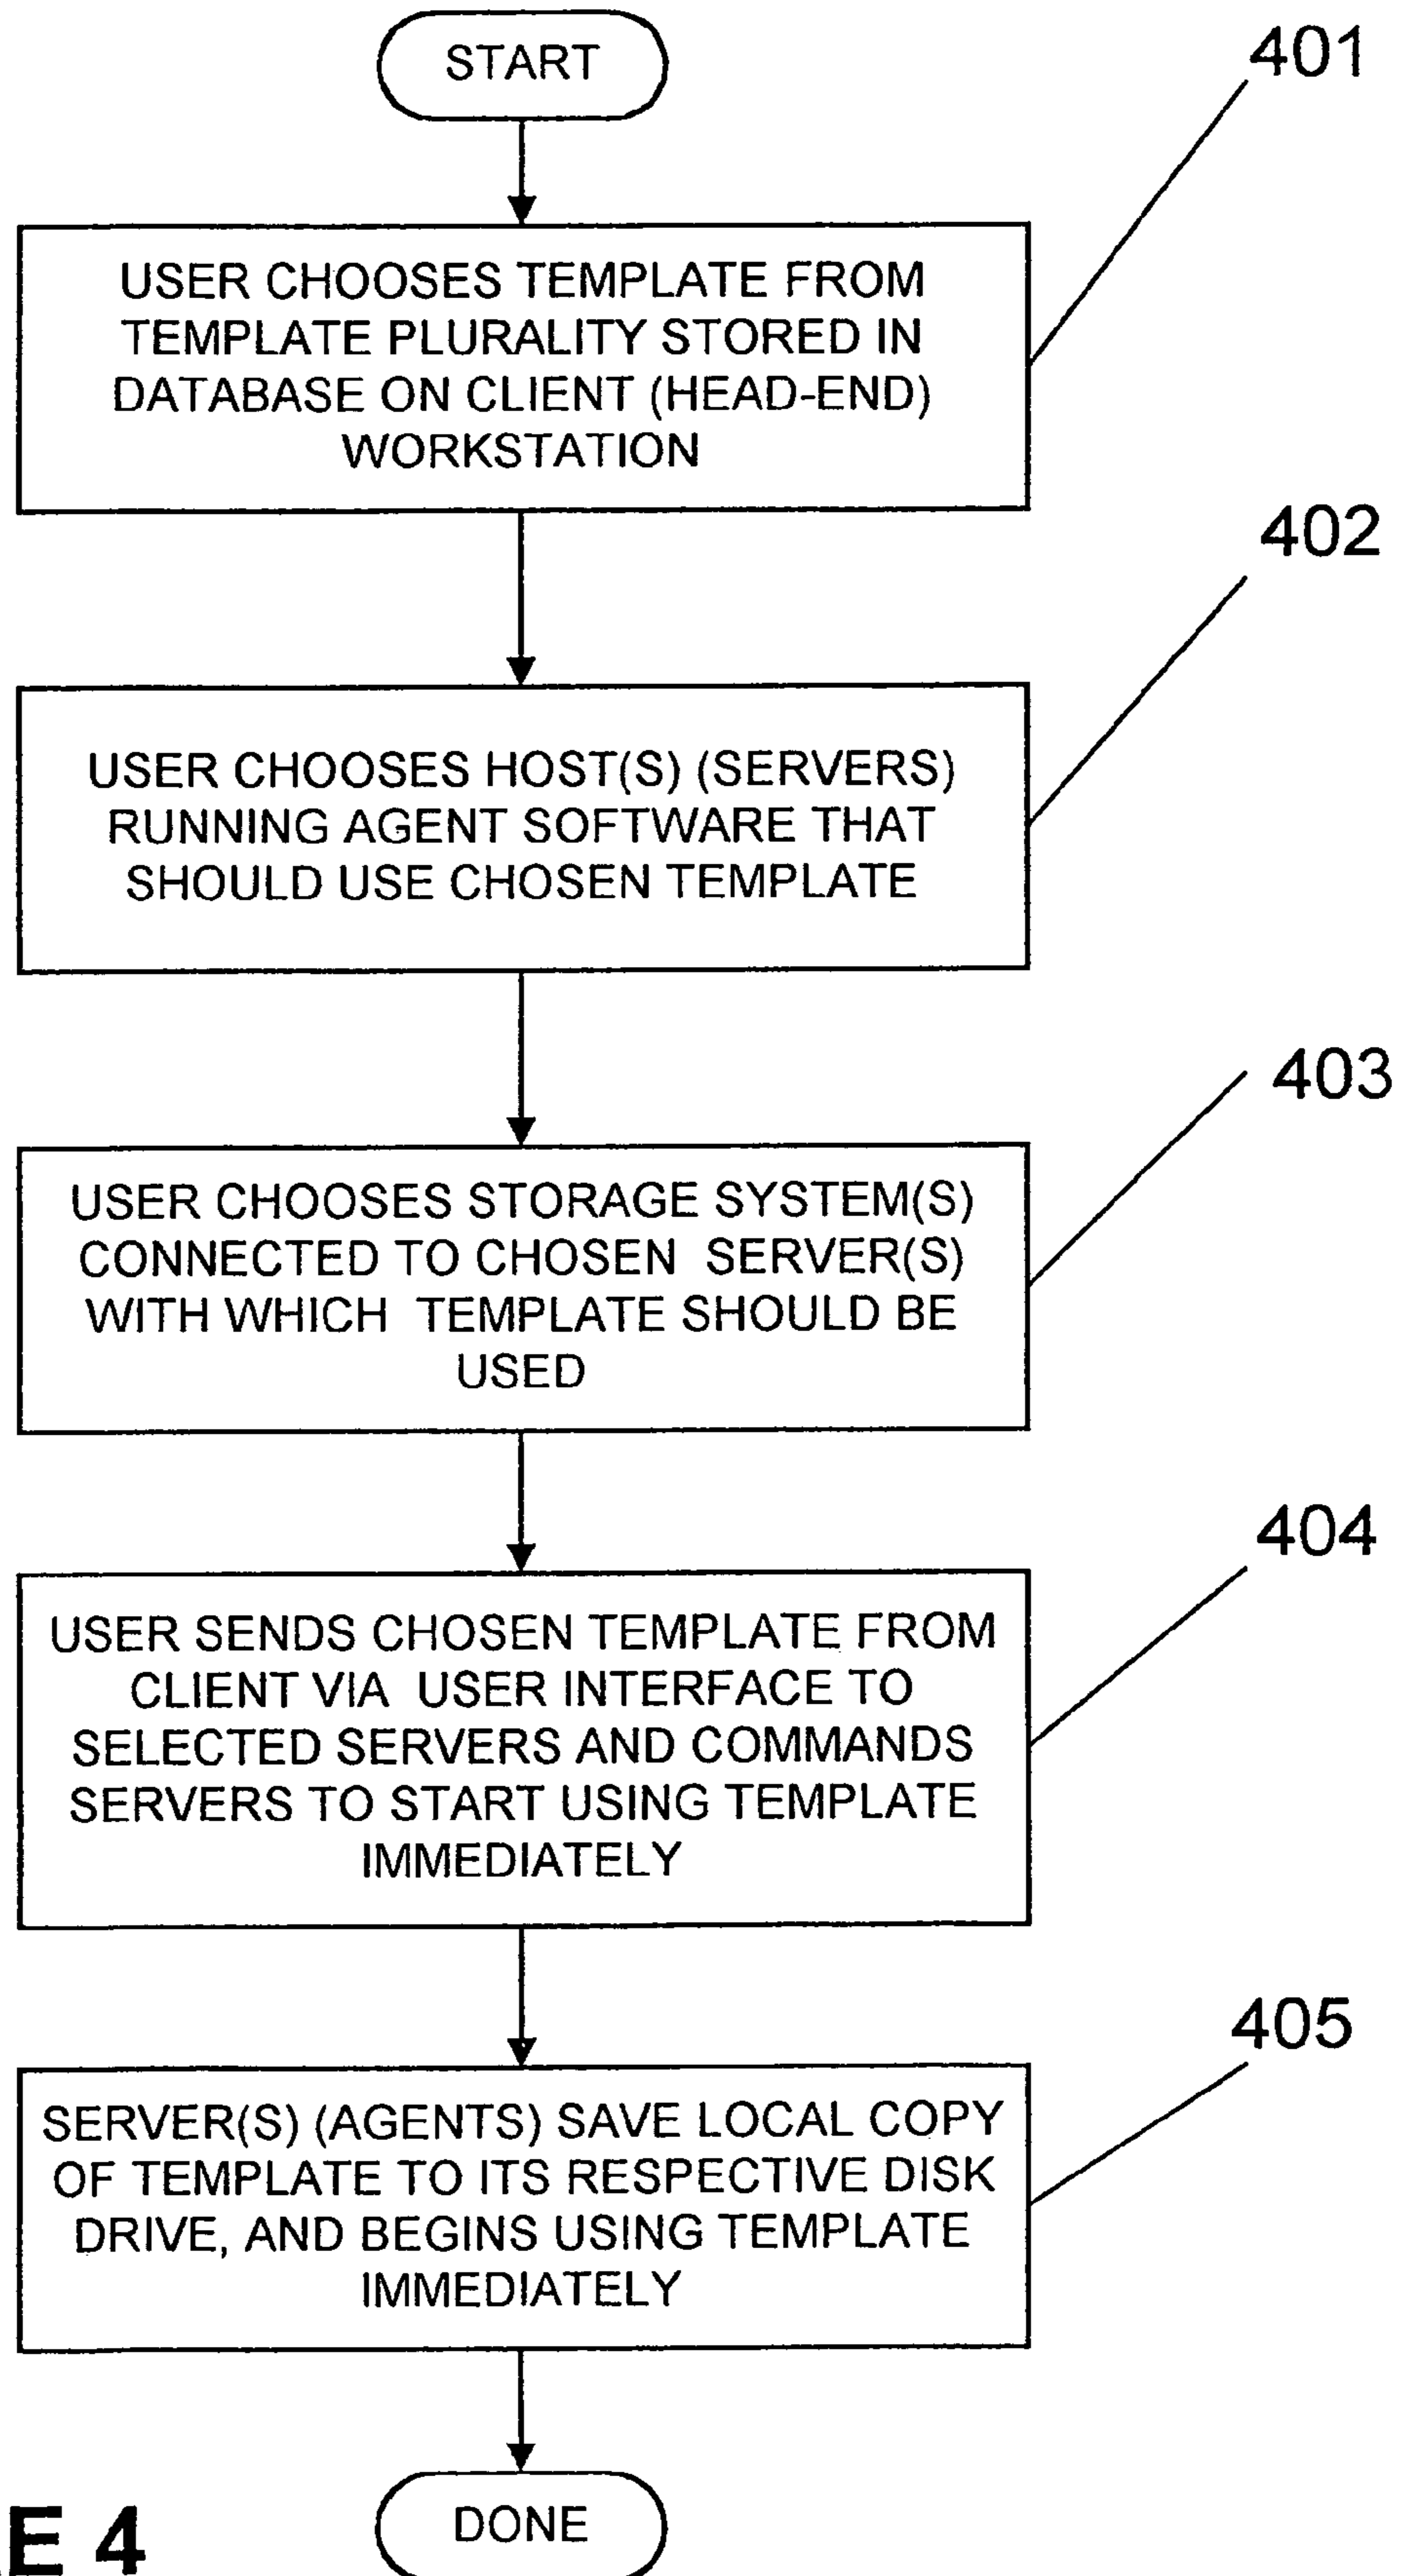 START
401
USER CHOOSES TEMPLATE FROM
TEMPLATE PLURALITY STORED IN
DATABASE ON CLIENT (HEAD-END)
WORKSTATION
402
USER CHOOSES HOST(S) (SERVERS)
RUNNING AGENT SOFTWARE THAT
SHOULD USE CHOSEN TEMPLATE
403
USER CHOOSES STORAGE SYSTEM(S)
CONNECTED TO CHOSEN SERVER(S)
WITH WHICH TEMPLATE SHOULD BE
USED
404
USER SENDS CHOSEN TEMPLATE FROM
CLIENT VIA USER INTERFACE TO
SELECTED SERVERS AND COMMANDS
SERVERS TO START USING TEMPLATE
IMMEDIATELY
405
SERVER(S) (AGENTS) SAVE LOCAL COPY
OF TEMPLATE TO ITS RESPECTIVE DISK
DRIVE, AND BEGINS USING TEMPLATE
IMMEDIATELY
DONE
E 4